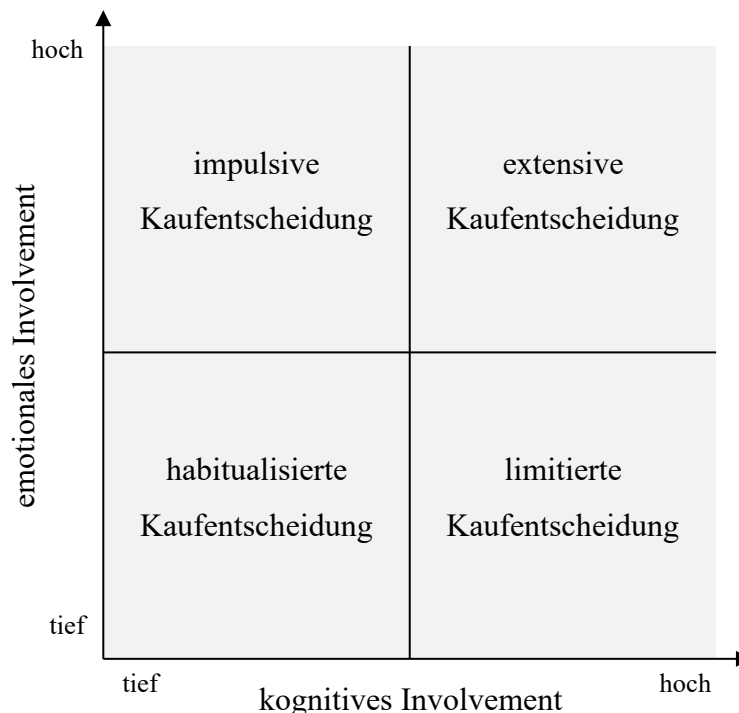 hoch
impulsive
Kaufentscheidung
extensive
Kaufentscheidung
emotionales Involvement
habitualisierte
Kaufentscheidung
limitierte
Kaufentscheidung
tief
tief
hoch
kognitives Involvement